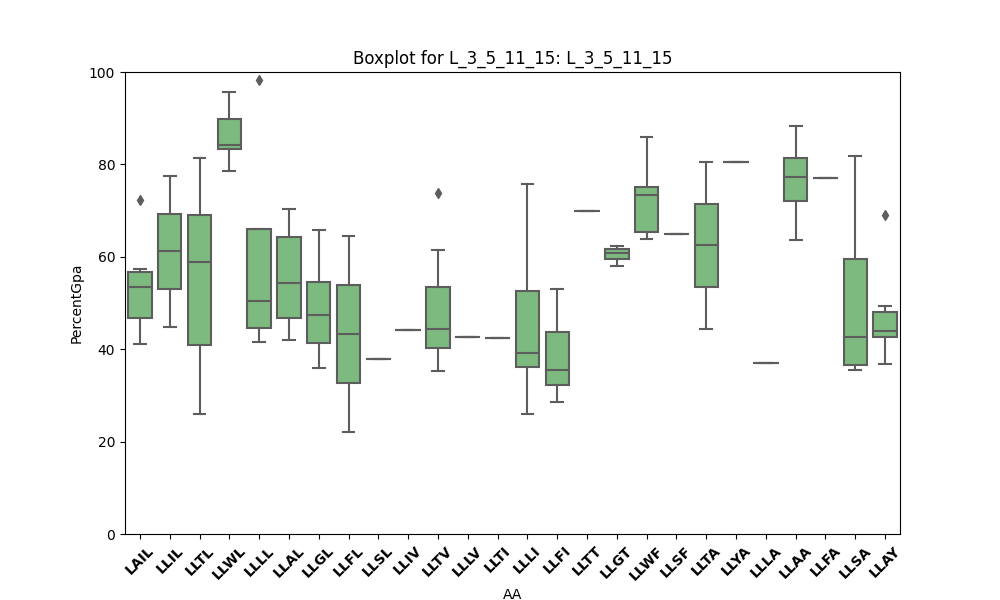 Boxplot for L_3_5_11_15: L_3_5_11_15
100
80
60
40
20
0
PercentGpa
LAIL LLIL LLTL LLWL LLLL LLAL LLGL LLFL LLSL LLIV LLTV LLLV LLTI LLLI LLFI LLTT LLGT LLWF LLSF LLTA LLYA LLLA LLAA LLFA LLSA LLAY
AA